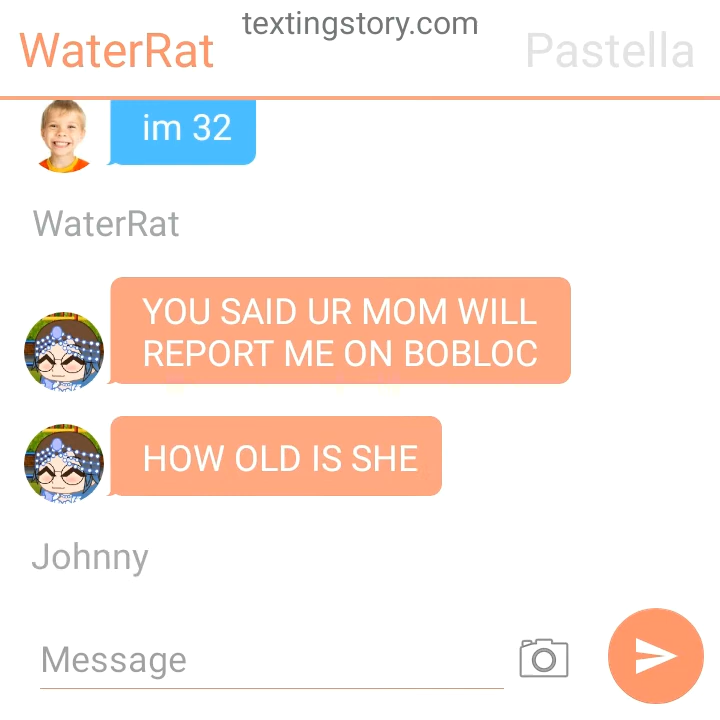 textingstory.com
WaterRat
Pastella
im 32
WaterRat
YOU SAID UR MOM WILL
REPORT ME ON BOBLOC
HOW OLD IS SHE
Johnny
Message